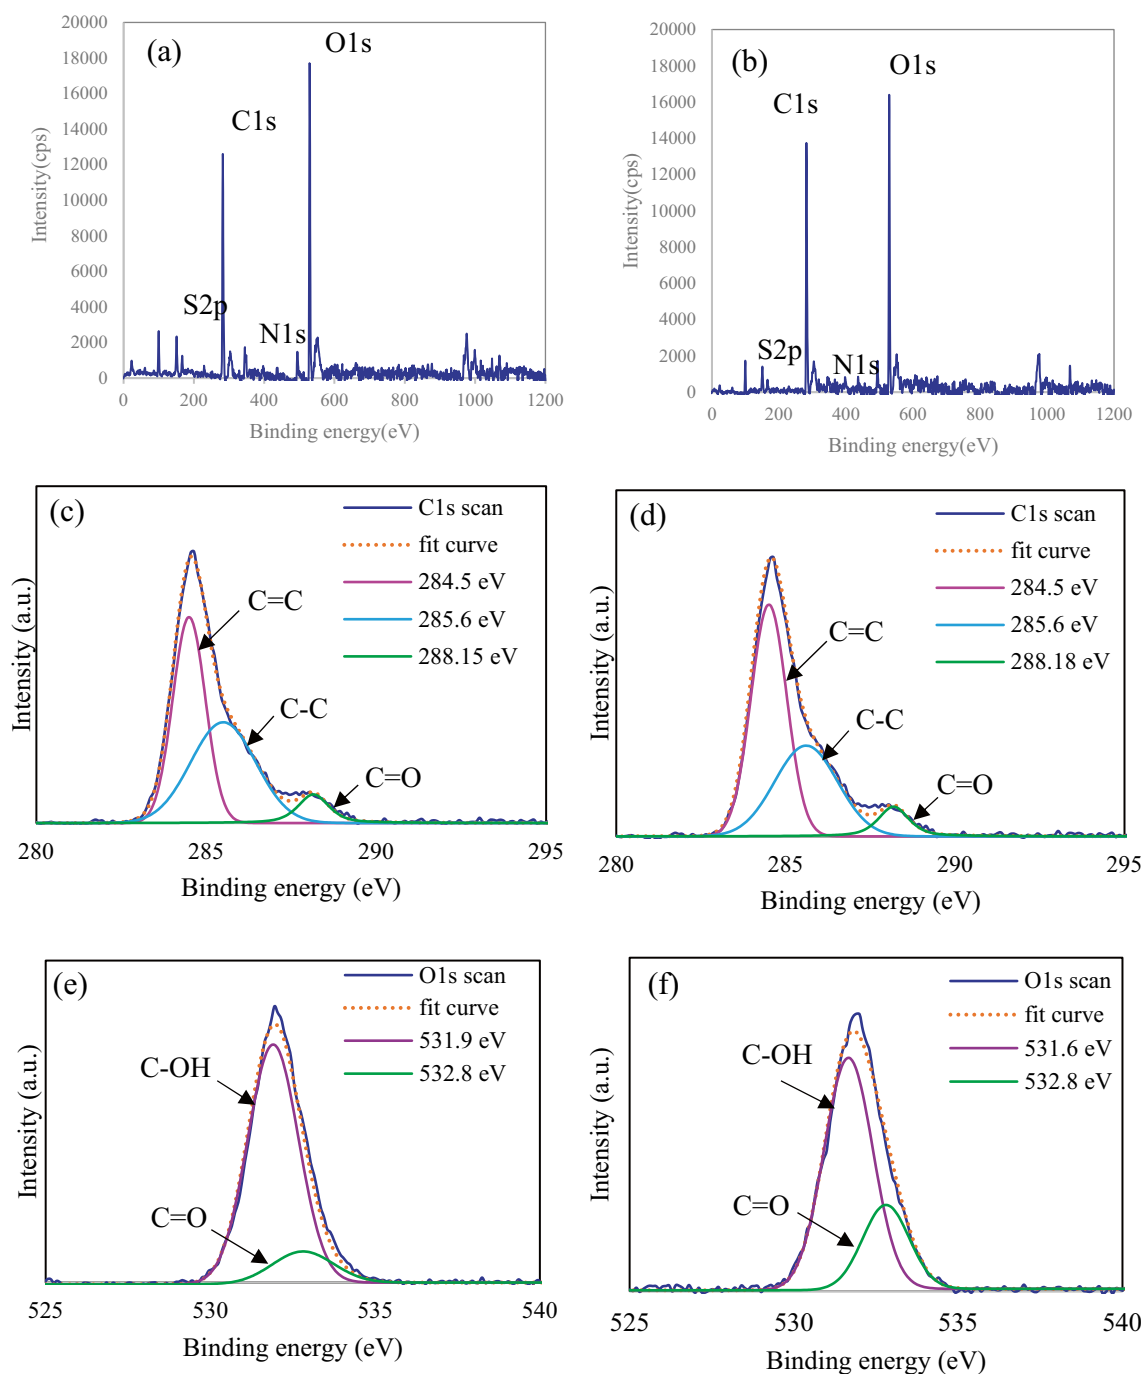 (a)
O1s
C1s
S2p
N1s
20000
18000
16000
14000
12000
10000
8000
6000
4000
2000
0
0 200 400 600 800 1000 1200
Intensity(cps)
Binding energy(eV)
(b)
O1s
C1s
S2p
N1s
20000
18000
16000
14000
12000
10000
8000
6000
4000
2000
0
0 200 400 600 800 1000 1200
Intensity(cps)
Binding energy(eV)
(c)
C1s scan
fit curve
284.5 eV
285.6 eV
288.15 eV
C=C
C-C
C=O
280 285 290 295
Intensity (a.u.)
Binding energy (eV)
(d)
C1s scan
fit curve
284.5 eV
285.6 eV
288.18 eV
C=C
C-C
C=O
280 285 290 295
Intensity (a.u.)
Binding energy (eV)
(e)
O1s scan
fit curve
531.9 eV
532.8 eV
C-OH
C=O
525 530 535 540
Intensity (a.u.)
Binding energy (eV)
(f)
O1s scan
fit curve
531.6 eV
532.8 eV
C-OH
C=O
525 530 535 540
Intensity (a.u.)
Binding energy (eV)